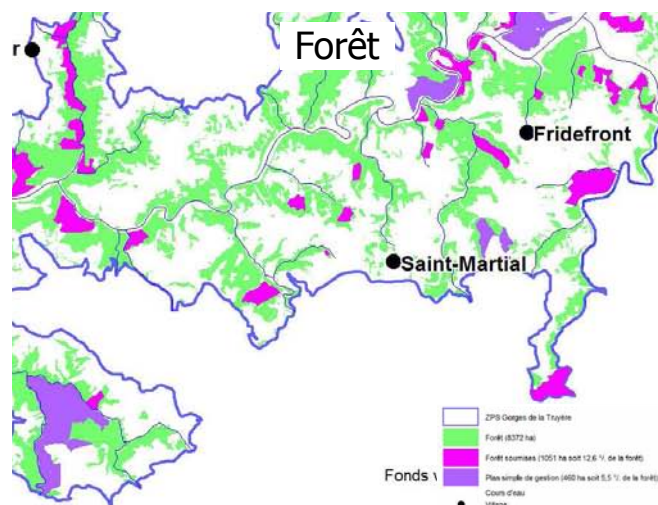 Forêt
r
Fridefront
Saint-Martial
ZPS Gorges de la Truyère
Forêt (8372 ha)
Forêt soumises (1051 ha soit 12,6 % de la forêt)
Fonds v
Plan simple de gestion (460 ha soit 5,5 % de la forêt)
Cours d'eau
Village